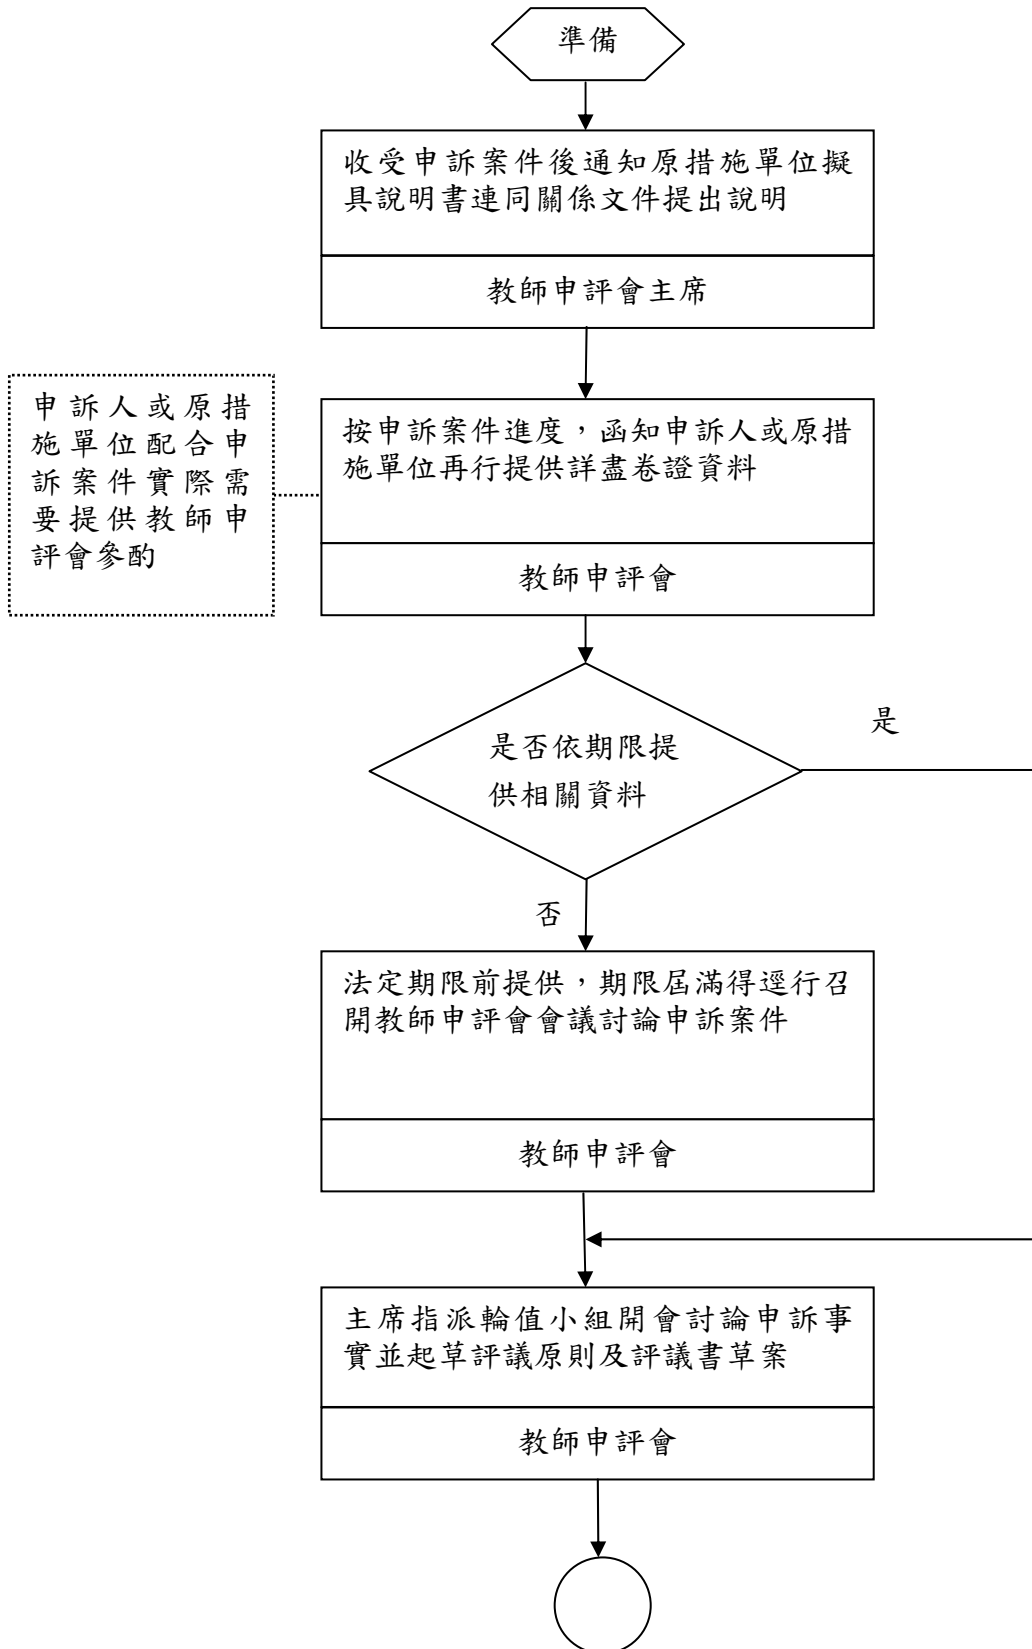 準備
收受申訴案件後通知原措施單位擬
具說明書連同關係文件提出說明
教師申評會主席
申訴人或原措
施單位配合申
訴案件實際需
要提供教師申
評會參酌
按申訴案件進度，函知申訴人或原措
施單位再行提供詳盡卷證資料
教師申評會
是否依期限提
供相關資料
是
否
法定期限前提供，期限屆滿得逕行召
開教師申評會會議討論申訴案件
教師申評會
主席指派輪值小組開會討論申訴事
實並起草評議原則及評議書草案
教師申評會